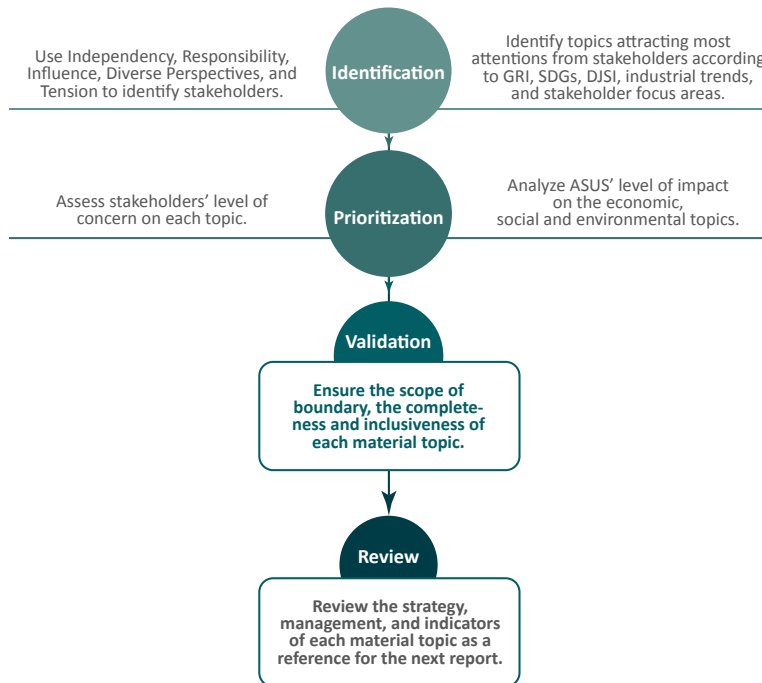 Use Independency, Responsibility,
Influence, Diverse Perspectives, and
Tension to identify stakeholders.
Identification
Identify topics attracting most
attentions from stakeholders according
to GRI, SDGs, DJSI, industrial trends,
and stakeholder focus areas.
Assess stakeholders' level of
concern on each topic.
Prioritization
Analyze ASUS' level of impact
on the economic,
social and environmental topics.
Validation
Ensure the scope of
boundary, the complete-
ness and inclusiveness of
each material topic.
Review
Review the strategy,
management, and indicators
of each material topic as a
reference for the next report.